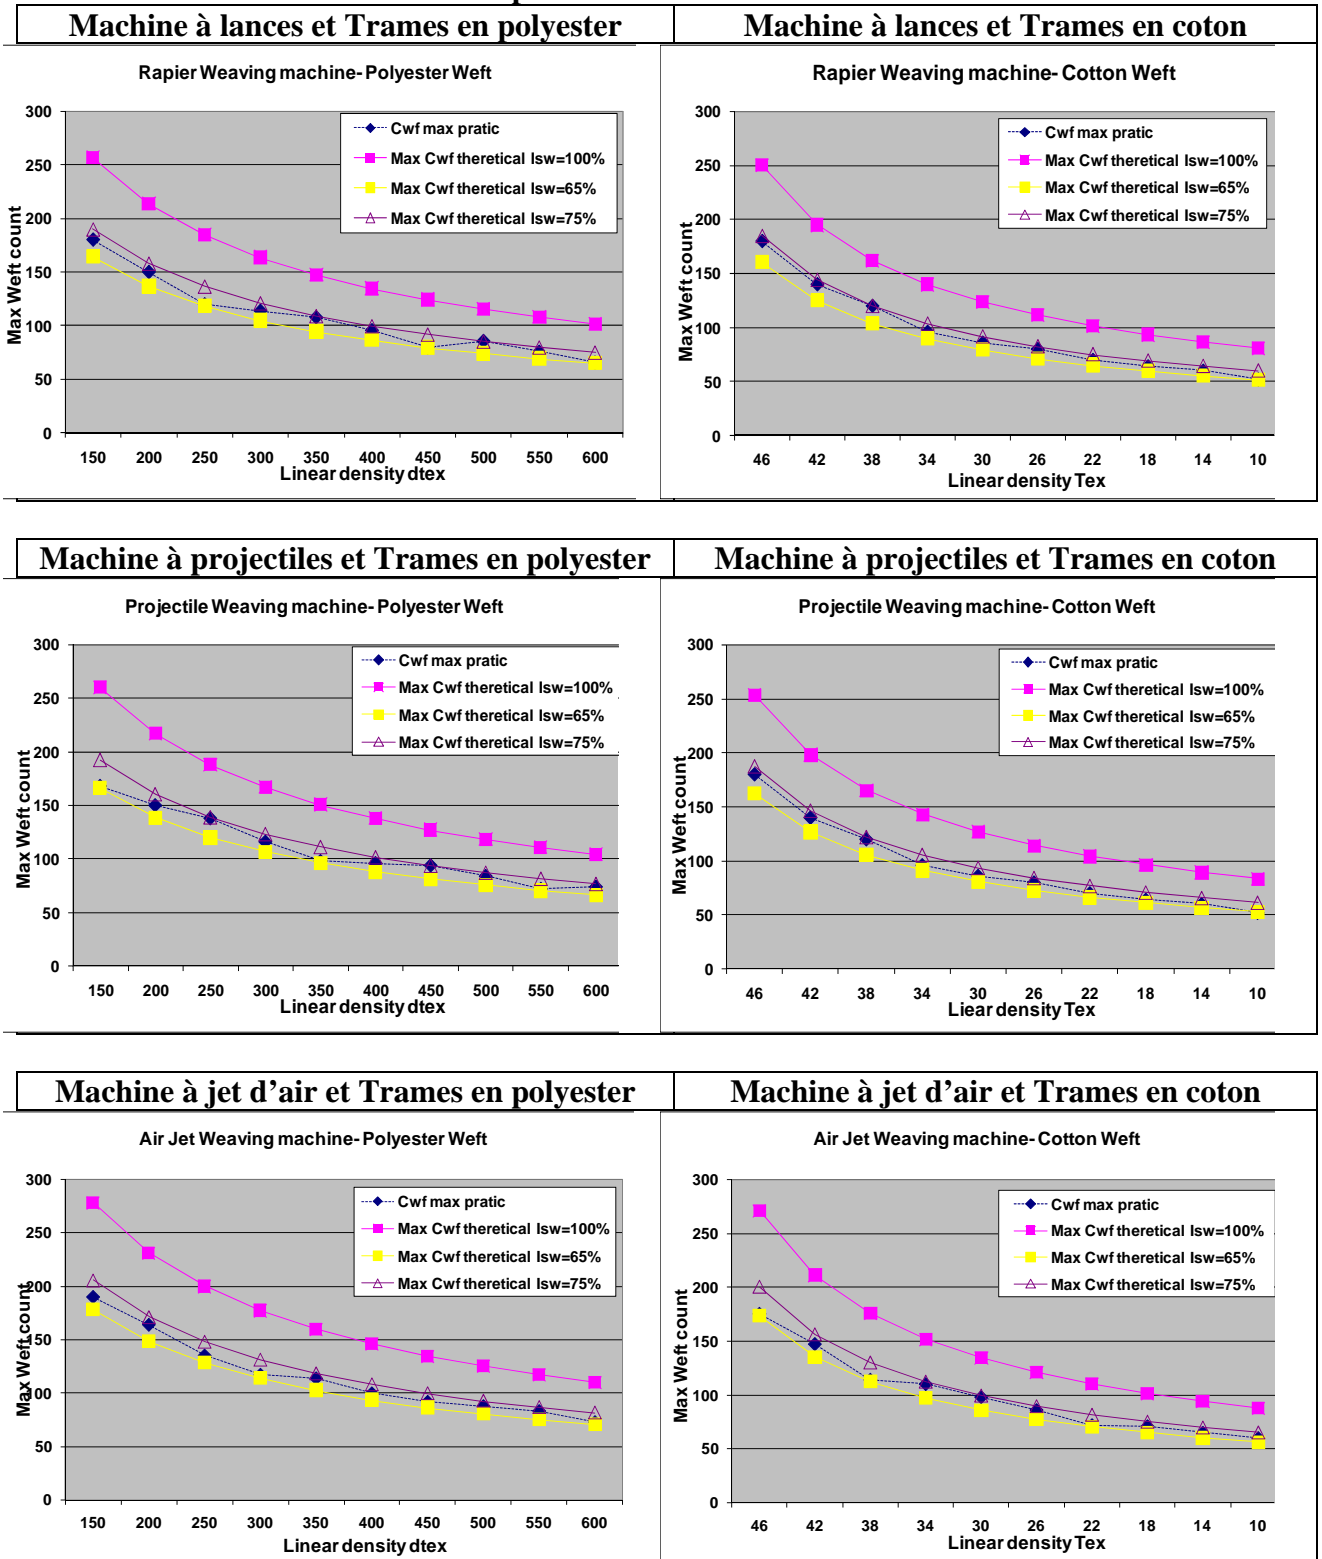 Machine à lances et Trames en polyester
Machine à lances et Trames en coton
Rapier Weaving machine- Polyester Weft
300
250
200
150
100
50
0
Max Weft count
Cwf max pratic
Max Cwf theretical Isw=100%
Max Cwf theretical Isw=65%
Max Cwf theretical Isw=75%
150 200 250 300 350 400 450 500 550 600
Linear density dtex
Rapier Weaving machine- Cotton Weft
300
250
200
150
100
50
0
Max Weft count
Cwf max pratic
Max Cwf theretical Isw=100%
Max Cwf theretical Isw=65%
Max Cwf theretical Isw=75%
46 42 38 34 30 26 22 18 14 10
Linear density Tex
Machine à projectiles et Trames en polyester
Machine à projectiles et Trames en coton
Projectile Weaving machine- Polyester Weft
300
250
200
150
100
50
0
Max Weft count
Cwf max pratic
Max Cwf theretical Isw=100%
Max Cwf theretical Isw=65%
Max Cwf theretical Isw=75%
150 200 250 300 350 400 450 500 550 600
Linear density dtex
Projectile Weaving machine- Cotton Weft
300
250
200
150
100
50
0
Max Weft count
Cwf max pratic
Max Cwf theretical Isw=100%
Max Cwf theretical Isw=65%
Max Cwf theretical Isw=75%
46 42 38 34 30 26 22 18 14 10
Liear density Tex
Machine à jet d’air et Trames en polyester
Machine à jet d’air et Trames en coton
Air Jet Weaving machine- Polyester Weft
300
250
200
150
100
50
0
Max Weft count
Cwf max pratic
Max Cwf theretical Isw=100%
Max Cwf theretical Isw=65%
Max Cwf theretical Isw=75%
150 200 250 300 350 400 450 500 550 600
Linear density dtex
Air Jet Weaving machine- Cotton Weft
300
250
200
150
100
50
0
Max Weft count
Cwf max pratic
Max Cwf theretical Isw=100%
Max Cwf theretical Isw=65%
Max Cwf theretical Isw=75%
46 42 38 34 30 26 22 18 14 10
Linear density Tex